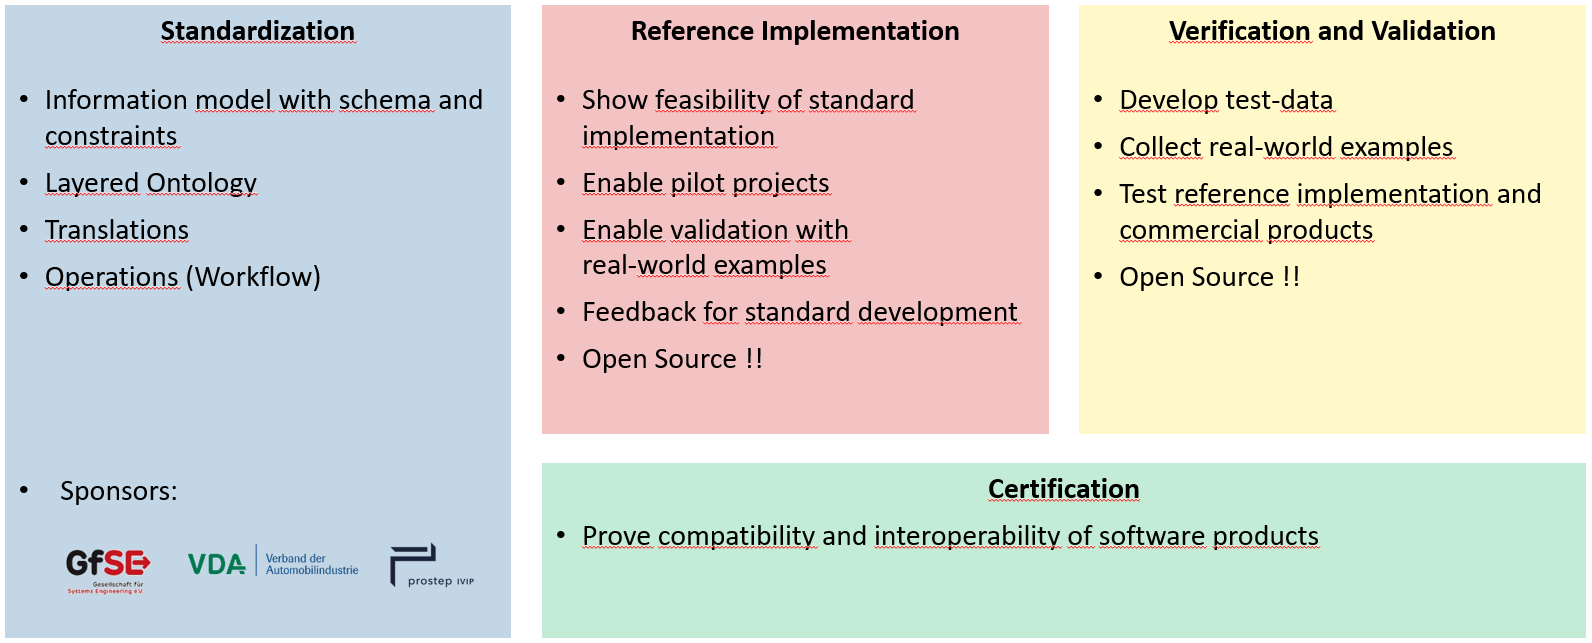 Standardization
• Information model with schema and
constraints
• Layered Ontology
• Translations
• Operations (Workflow)
• Sponsors:
GfSE
Gesellschaft für
Systems Engineering e.V.
VDA
Verband der
Automobilindustrie
prostep IVIP
Reference Implementation
• Show feasibility of standard
implementation
• Enable pilot projects
• Enable validation with
real-world examples
• Feedback for standard development
• Open Source !!
Verification and Validation
• Develop test-data
• Collect real-world examples
• Test reference implementation and
commercial products
• Open Source !!
Certification
• Prove compatibility and interoperability of software products